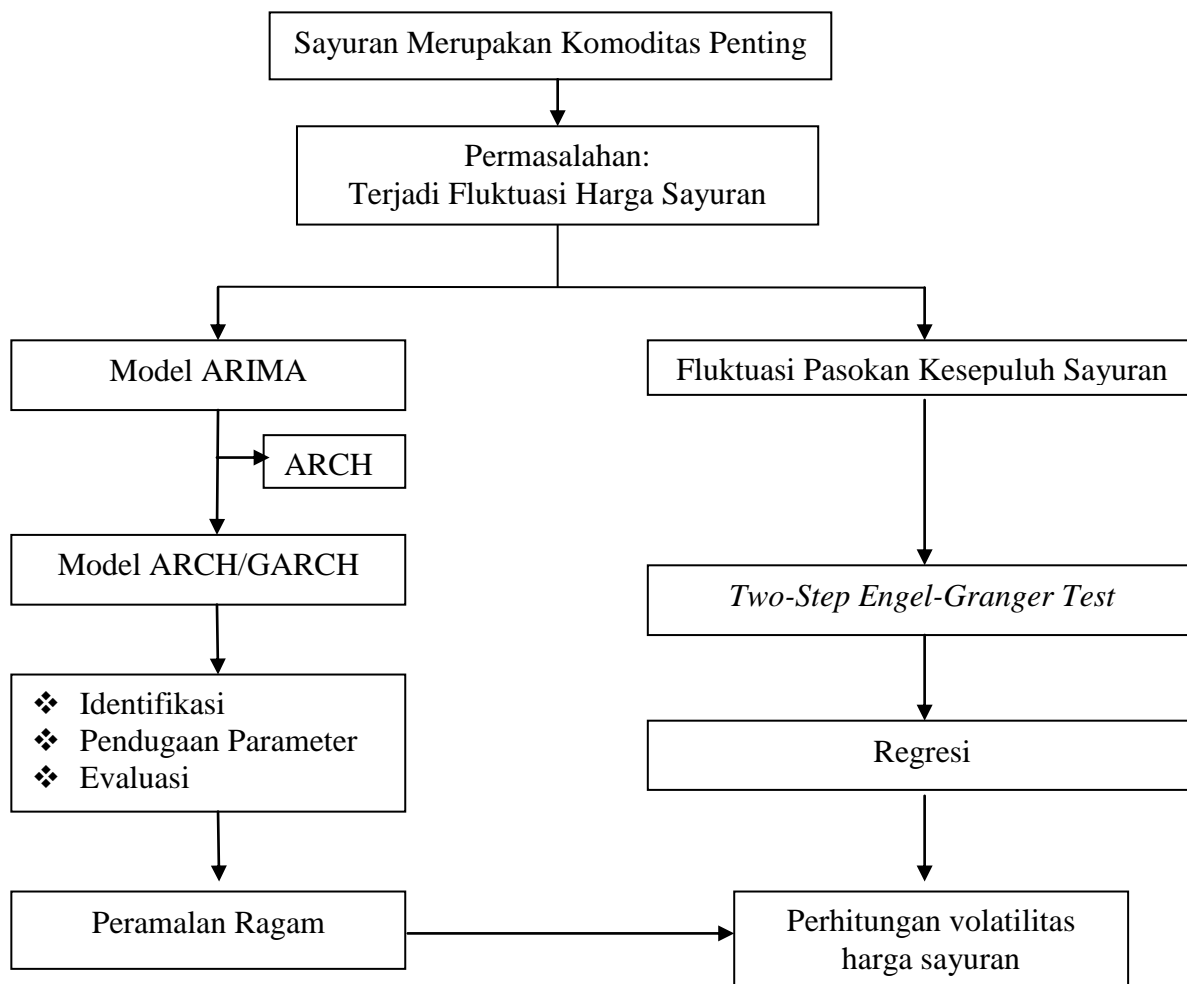 Sayuran Merupakan Komoditas Penting
Permasalahan:
Terjadi Fluktuasi Harga Sayuran
Model ARIMA
Fluktuasi Pasokan Kesepuluh Sayuran
ARCH
Model ARCH/GARCH
Two-Step Engel-Granger Test
❖ Identifikasi
❖ Pendugaan Parameter
❖ Evaluasi
Regresi
Peramalan Ragam
Perhitungan volatilitas
harga sayuran